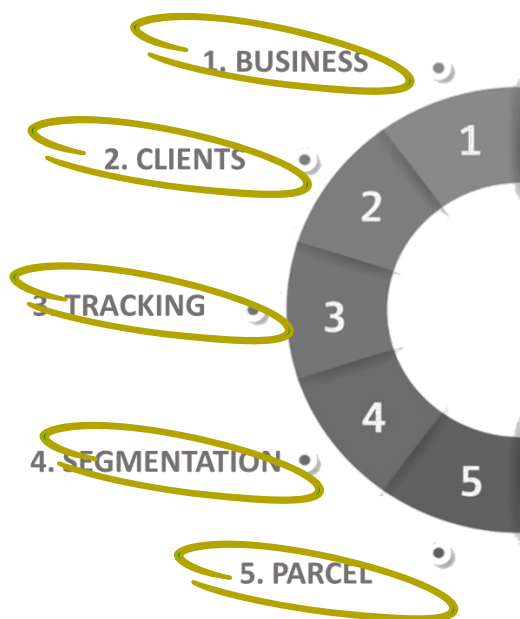 1. BUSINESS
1
2. CLIENTS
2
3. TRACKING
3
4. SEGMENTATION
4
5. PARCEL
5